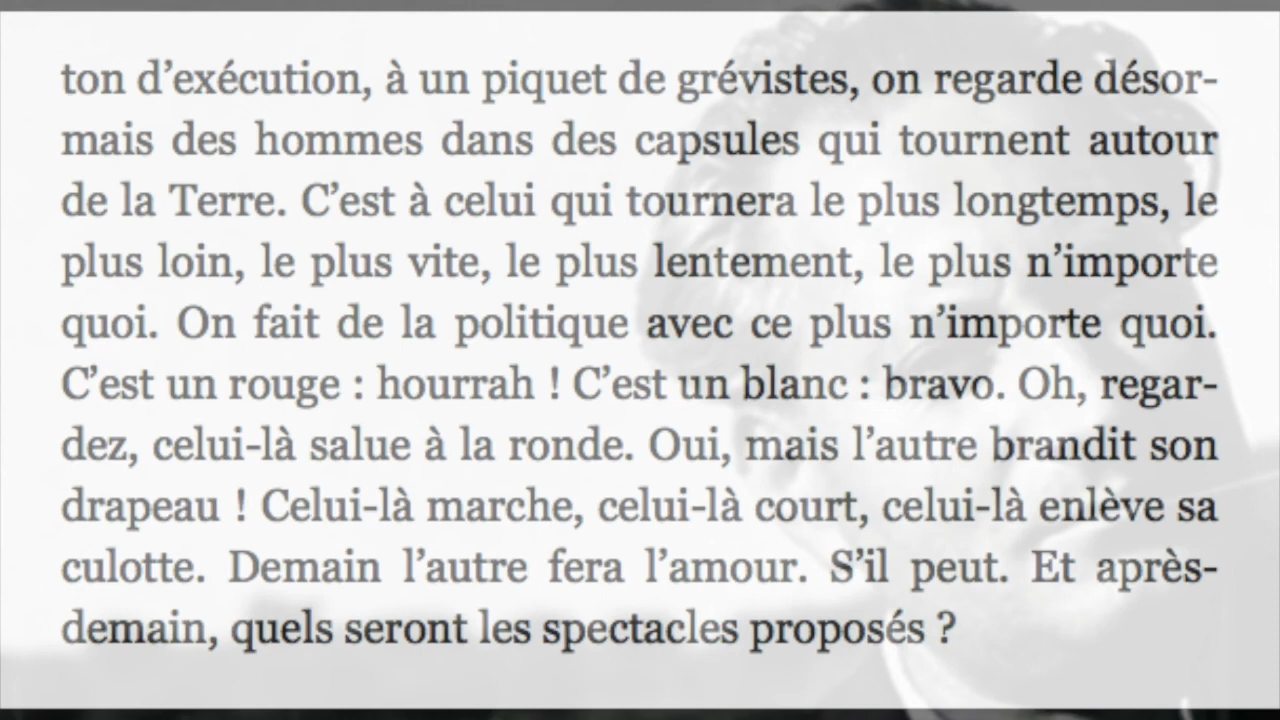 ton d’exécution, à un piquet de grévistes, on regarde désor-
mais des hommes dans des capsules qui tournent autour
de la Terre. C’est à celui qui tournera le plus longtemps, le
plus loin, le plus vite, le plus lentement, le plus n’importe
quoi. On fait de la politique avec ce plus n’importe quoi.
C’est un rouge : hourrah ! C’est un blanc : bravo. Oh, regar-
dez, celui-là salue à la ronde. Oui, mais l’autre brandit son
drapeau ! Celui-là marche, celui-là court, celui-là enlève sa
culotte. Demain l’autre fera l’amour. S’il peut. Et après-
demain, quels seront les spectacles proposés ?